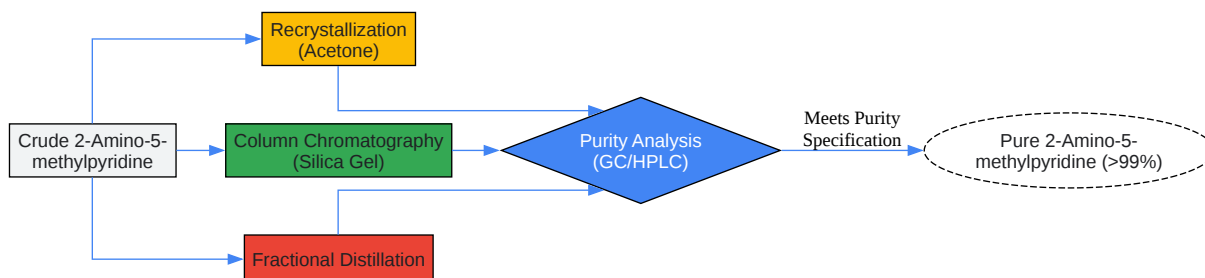 Recrystallization
(Acetone)
Crude 2-Amino-5-
methylpyridine
Column Chromatography
(Silica Gel)
Purity Analysis
(GC/HPLC)
Meets Purity
Specification
Pure 2-Amino-5-
methylpyridine (>99%)
Fractional Distillation